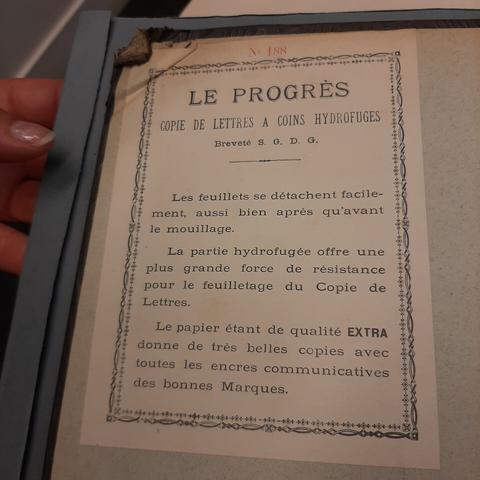 No 188
LE PROGRÈS
COPIE DE LETTRES A COINS HYDROFUGES
Breveté S. G. D. G.
Les feuillets se détachent facile-
ment, aussi bien après qu'avant
le mouillage.
La partie hydrofugée offre une
plus grande force de résistance
pour le feuilletage du Copie de
Lettres.
Le papier étant de qualité EXTRA
donne de très belles copies avec
toutes les encres communicatives
des bonnes Marques.